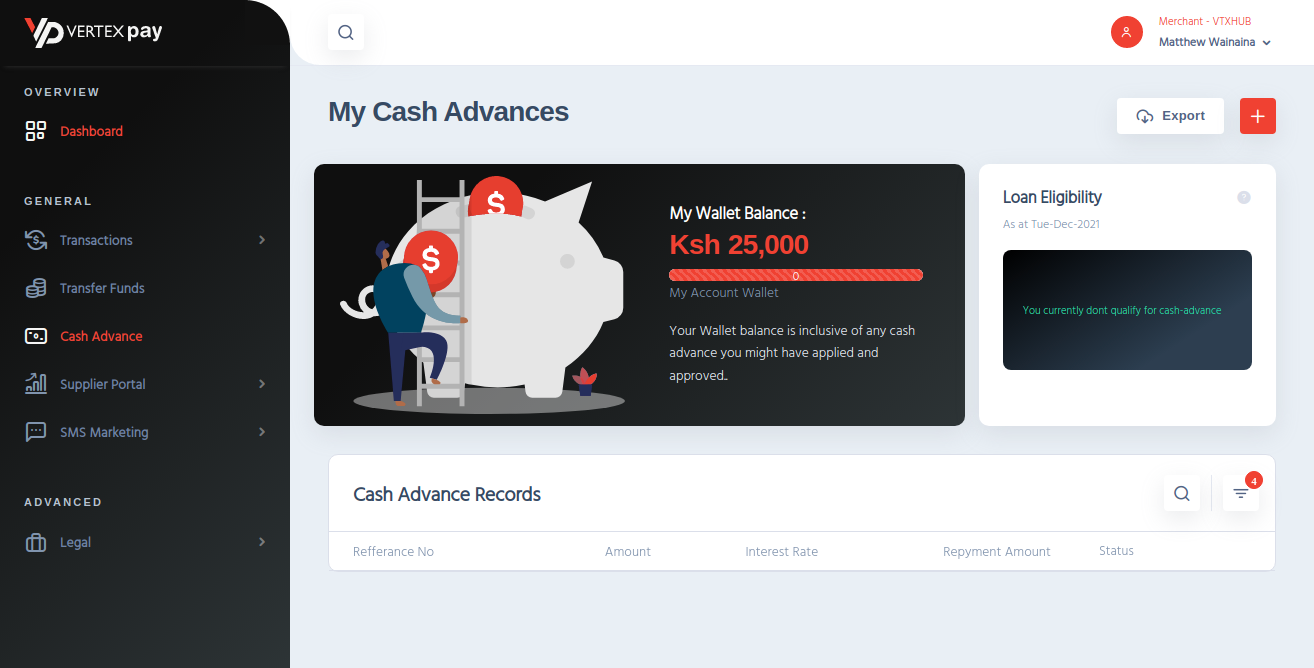 VERTEX pay
OVERVIEW
Dashboard
GENERAL
Transactions
Transfer Funds
Cash Advance
Supplier Portal
SMS Marketing
ADVANCED
Legal
Merchant - VTXHUB
Matthew Wainaina
My Cash Advances
Export
$
$
My Wallet Balance :
Ksh 25,000
0
My Account Wallet
Your Wallet balance is inclusive of any cash
advance you might have applied and
approved..
Loan Eligibility
?
As at Tue-Dec-2021
You currently dont qualify for cash-advance
Cash Advance Records
4
Refferance No Amount Interest Rate Repyment Amount Status